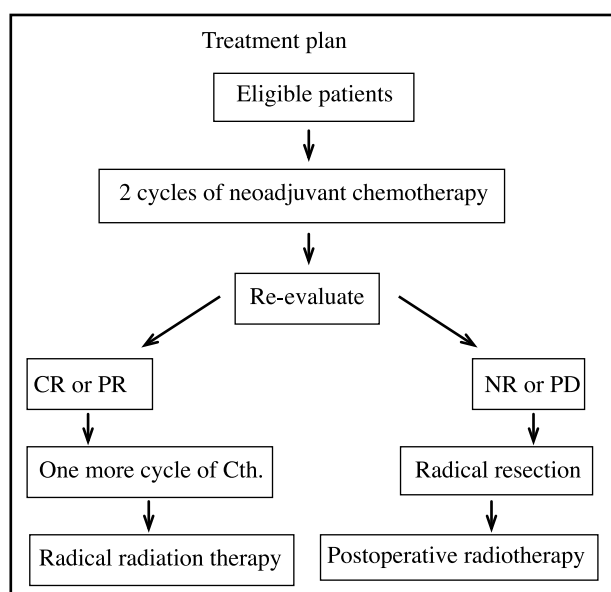 Treatment plan
Eligible patients
2 cycles of neoadjuvant chemotherapy
Re-evaluate
CR or PR
NR or PD
One more cycle of Cth.
Radical resection
Radical radiation therapy
Postoperative radiotherapy